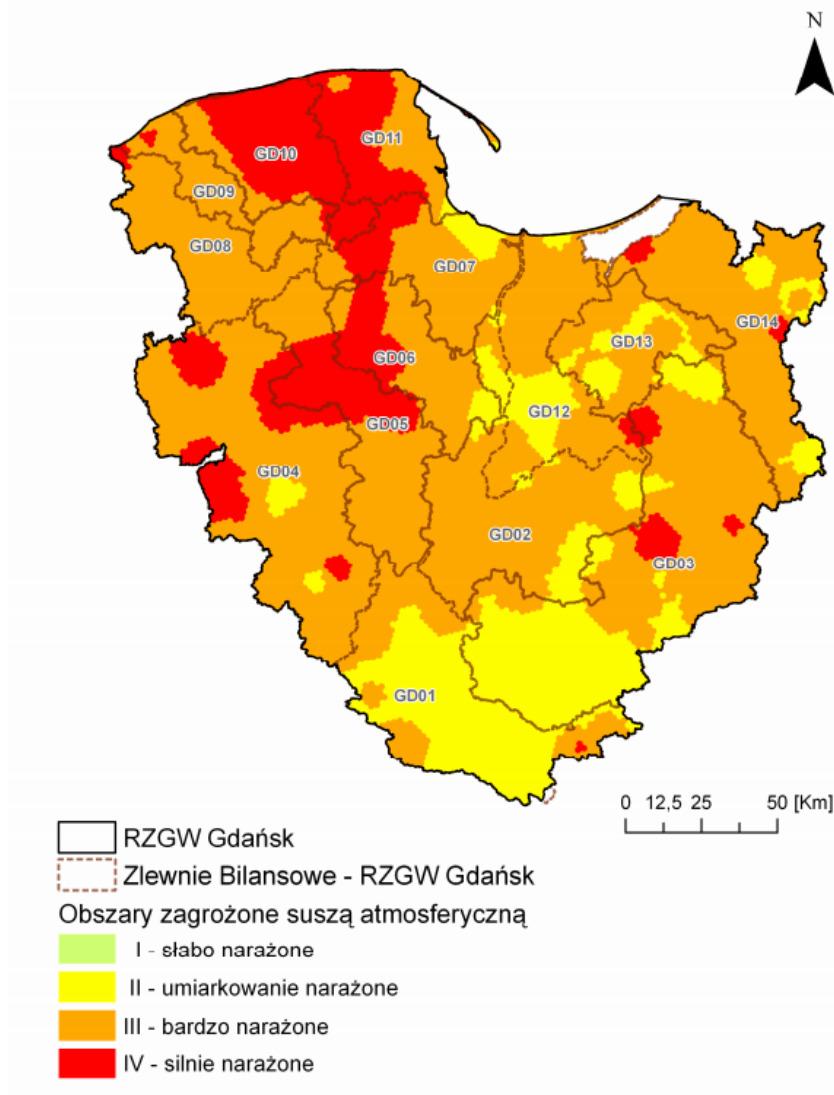 N
GD10
GD11
GD09
GD08
GD07
GD14
GD13
GD06
GD12
GD05
GD04
GD02
GD03
GD01
0 12,5 25 50 [Km]
RZGW Gdańsk
Zlewnie Bilansowe - RZGW Gdańsk
Obszary zagrożone suszą atmosferyczną
I - słabo narażone
II - umiarkowanie narażone
III - bardzo narażone
IV - silnie narażone